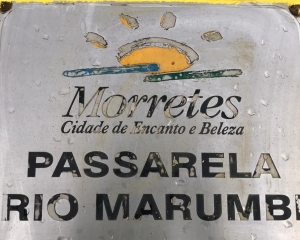 Morretes
Cidade de Encanto e Beleza
PASSARELA
RIO MARUMBI